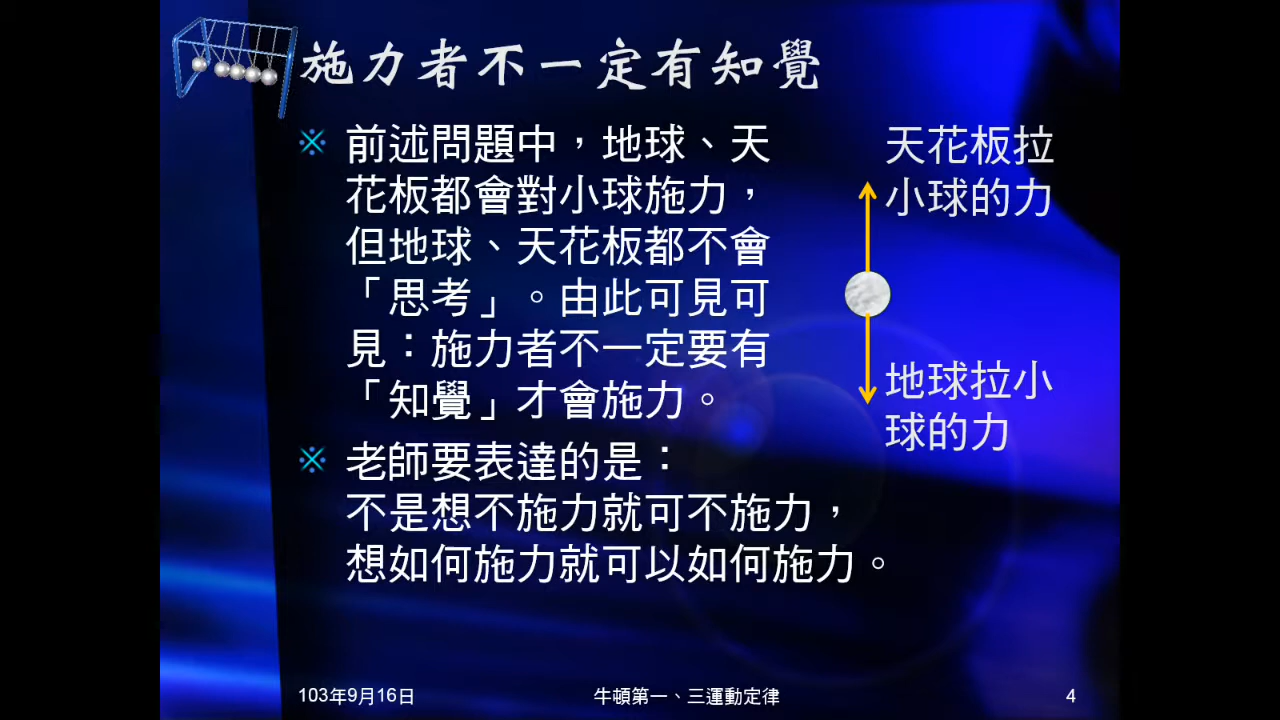 施力者不一定有知覺
※ 前述問題中，地球、天
花板都會對小球施力，
但地球、天花板都不會
「思考」。由此可見可
見：施力者不一定要有
「知覺」才會施力。
※ 老師要表達的是：
不是想不施力就可不施力，
想如何施力就可以如何施力。
天花板拉
小球的力
地球拉小
球的力
103年9月16日
牛頓第一、三運動定律
4